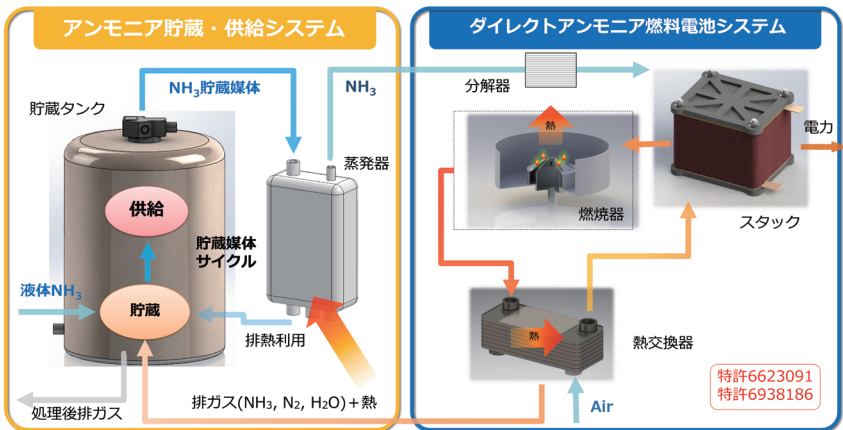 アンモニア貯蔵・供給システム
ダイレクトアンモニア燃料電池システム
NH3貯蔵媒体
NH3
分解器
貯蔵タンク
熱
電力
蒸発器
供給
燃焼器
スタック
貯蔵媒体
サイクル
液体NH3
貯蔵
熱
排熱利用
熱交換器
特許6623091
特許6938186
処理後排ガス
排ガス(NH3, N2, H2O)＋熱
Air